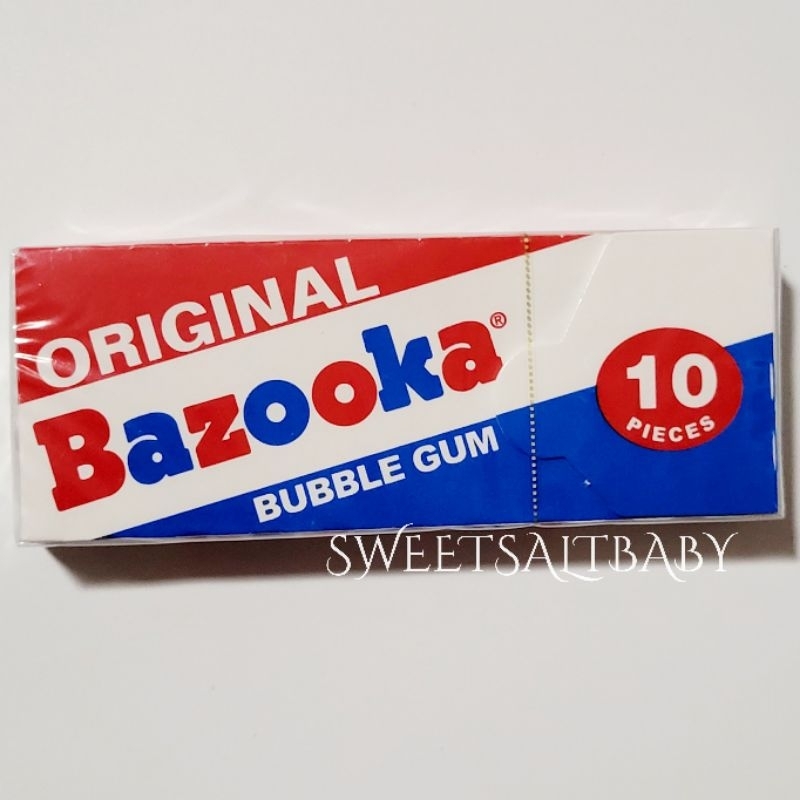 ORIGINAL
Bazooka®
BUBBLE GUM
10
PIECES
SWEETSALTBABY